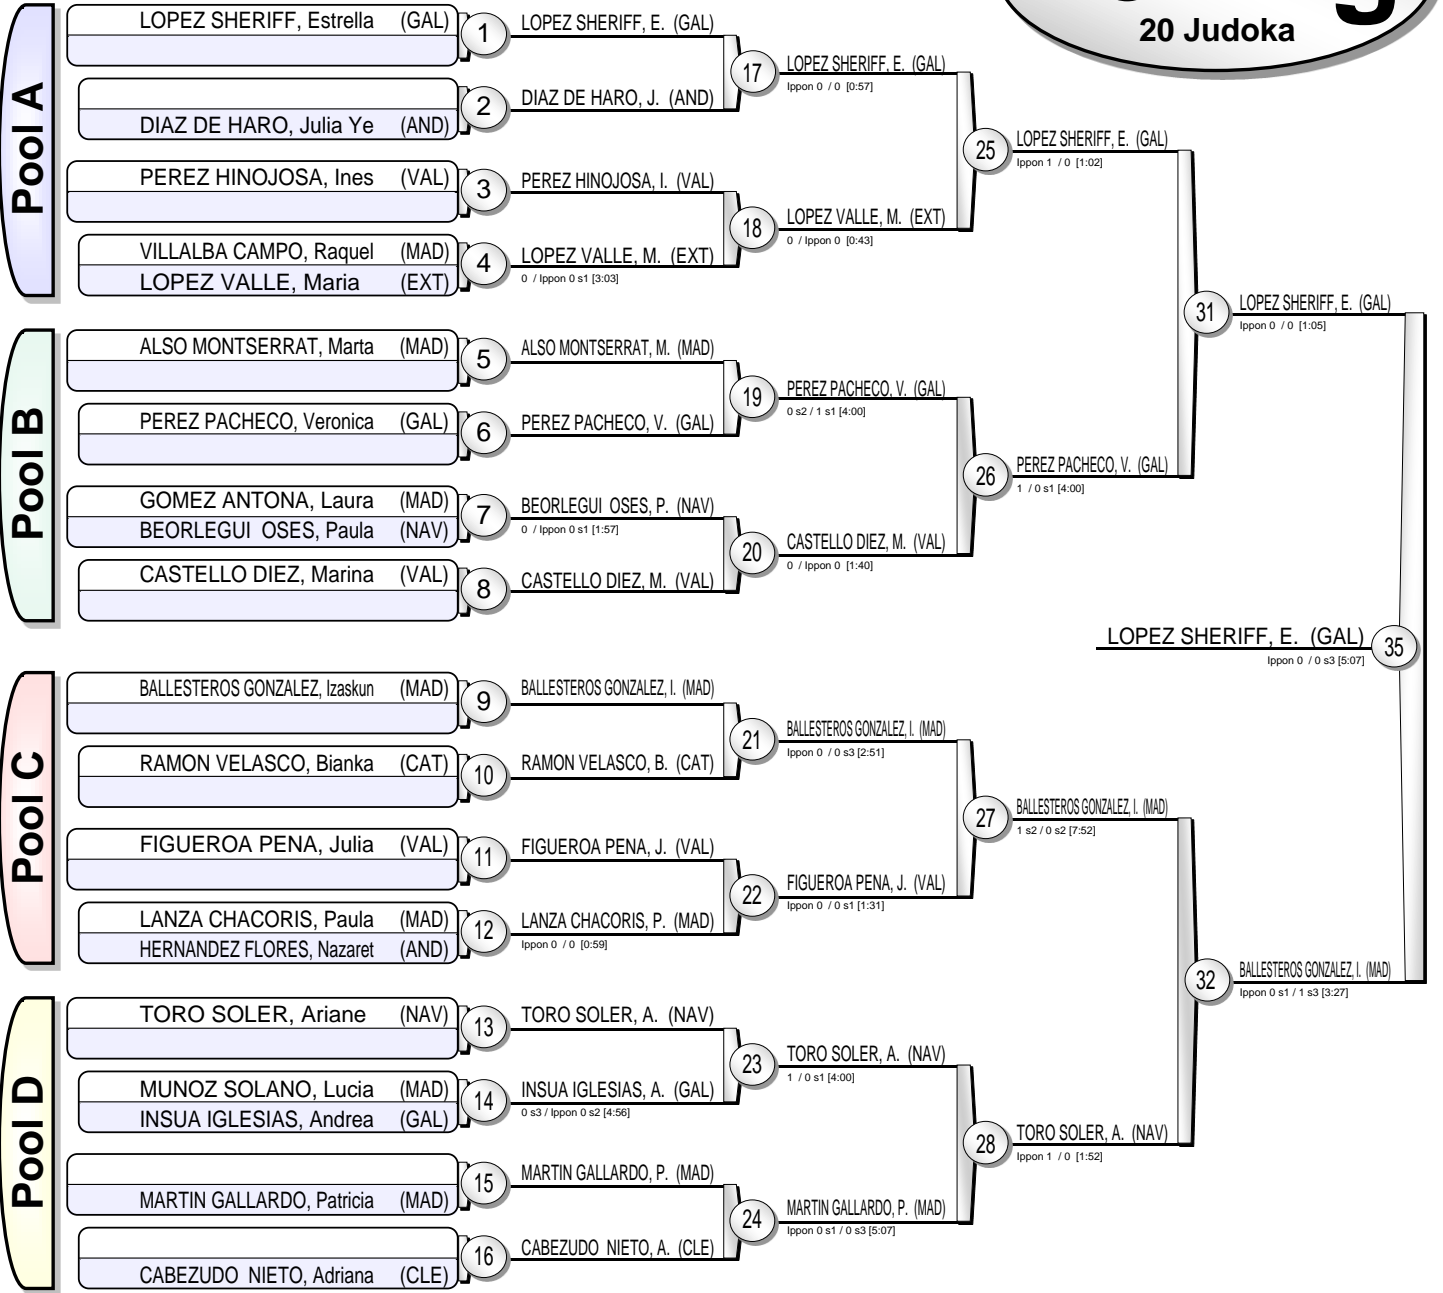 20 Judoka
Pool A
LOPEZ SHERIFF, Estrella (GAL)
1
DIAZ DE HARO, Julia Ye (AND)
2
PEREZ HINOJOSA, Ines (VAL)
3
VILLALBA CAMPO, Raquel (MAD)
LOPEZ VALLE, Maria (EXT)
4
Pool B
ALSO MONTSERRAT, Marta (MAD)
5
PEREZ PACHECO, Veronica (GAL)
6
GOMEZ ANTONA, Laura (MAD)
BEORLEGUI OSES, Paula (NAV)
7
CASTELLO DIEZ, Marina (VAL)
8
Pool C
BALLESTEROS GONZALEZ, Izaskun (MAD)
9
RAMON VELASCO, Bianka (CAT)
10
FIGUEROA PENA, Julia (VAL)
11
LANZA CHACORIS, Paula (MAD)
HERNANDEZ FLORES, Nazaret (AND)
12
Pool D
TORO SOLER, Ariane (NAV)
13
MUNOZ SOLANO, Lucia (MAD)
INSUA IGLESIAS, Andrea (GAL)
14
MARTIN GALLARDO, Patricia (MAD)
15
CABEZUDO NIETO, Adriana (CLE)
16
LOPEZ SHERIFF, E. (GAL)
DIAZ DE HARO, J. (AND)
17
PEREZ HINOJOSA, I. (VAL)
LOPEZ VALLE, M. (EXT)
0 / Ippon 0 s1 [3:03]
18
ALSO MONTSERRAT, M. (MAD)
PEREZ PACHECO, V. (GAL)
19
BEORLEGUI OSES, P. (NAV)
0 / Ippon 0 s1 [1:57]
CASTELLO DIEZ, M. (VAL)
20
BALLESTEROS GONZALEZ, I. (MAD)
RAMON VELASCO, B. (CAT)
21
FIGUEROA PENA, J. (VAL)
LANZA CHACORIS, P. (MAD)
Ippon 0 / 0 [0:59]
22
TORO SOLER, A. (NAV)
INSUA IGLESIAS, A. (GAL)
0 s3 / Ippon 0 s2 [4:56]
23
MARTIN GALLARDO, P. (MAD)
CABEZUDO NIETO, A. (CLE)
24
LOPEZ SHERIFF, E. (GAL)
Ippon 0 / 0 [0:57]
LOPEZ VALLE, M. (EXT)
0 / Ippon 0 [0:43]
25
PEREZ PACHECO, V. (GAL)
0 s2 / 1 s1 [4:00]
CASTELLO DIEZ, M. (VAL)
0 / Ippon 0 [1:40]
26
BALLESTEROS GONZALEZ, I. (MAD)
Ippon 0 / 0 s3 [2:51]
FIGUEROA PENA, J. (VAL)
Ippon 0 / 0 s1 [1:31]
27
TORO SOLER, A. (NAV)
1 / 0 s1 [4:00]
MARTIN GALLARDO, P. (MAD)
Ippon 0 s1 / 0 s3 [5:07]
28
LOPEZ SHERIFF, E. (GAL)
Ippon 1 / 0 [1:02]
PEREZ PACHECO, V. (GAL)
1 / 0 s1 [4:00]
31
BALLESTEROS GONZALEZ, I. (MAD)
1 s2 / 0 s2 [7:52]
TORO SOLER, A. (NAV)
Ippon 1 / 0 [1:52]
32
LOPEZ SHERIFF, E. (GAL)
Ippon 0 / 0 [1:05]
BALLESTEROS GONZALEZ, I. (MAD)
Ippon 0 s1 / 1 s3 [3:27]
LOPEZ SHERIFF, E. (GAL)
Ippon 0 / 0 s3 [5:07]
35